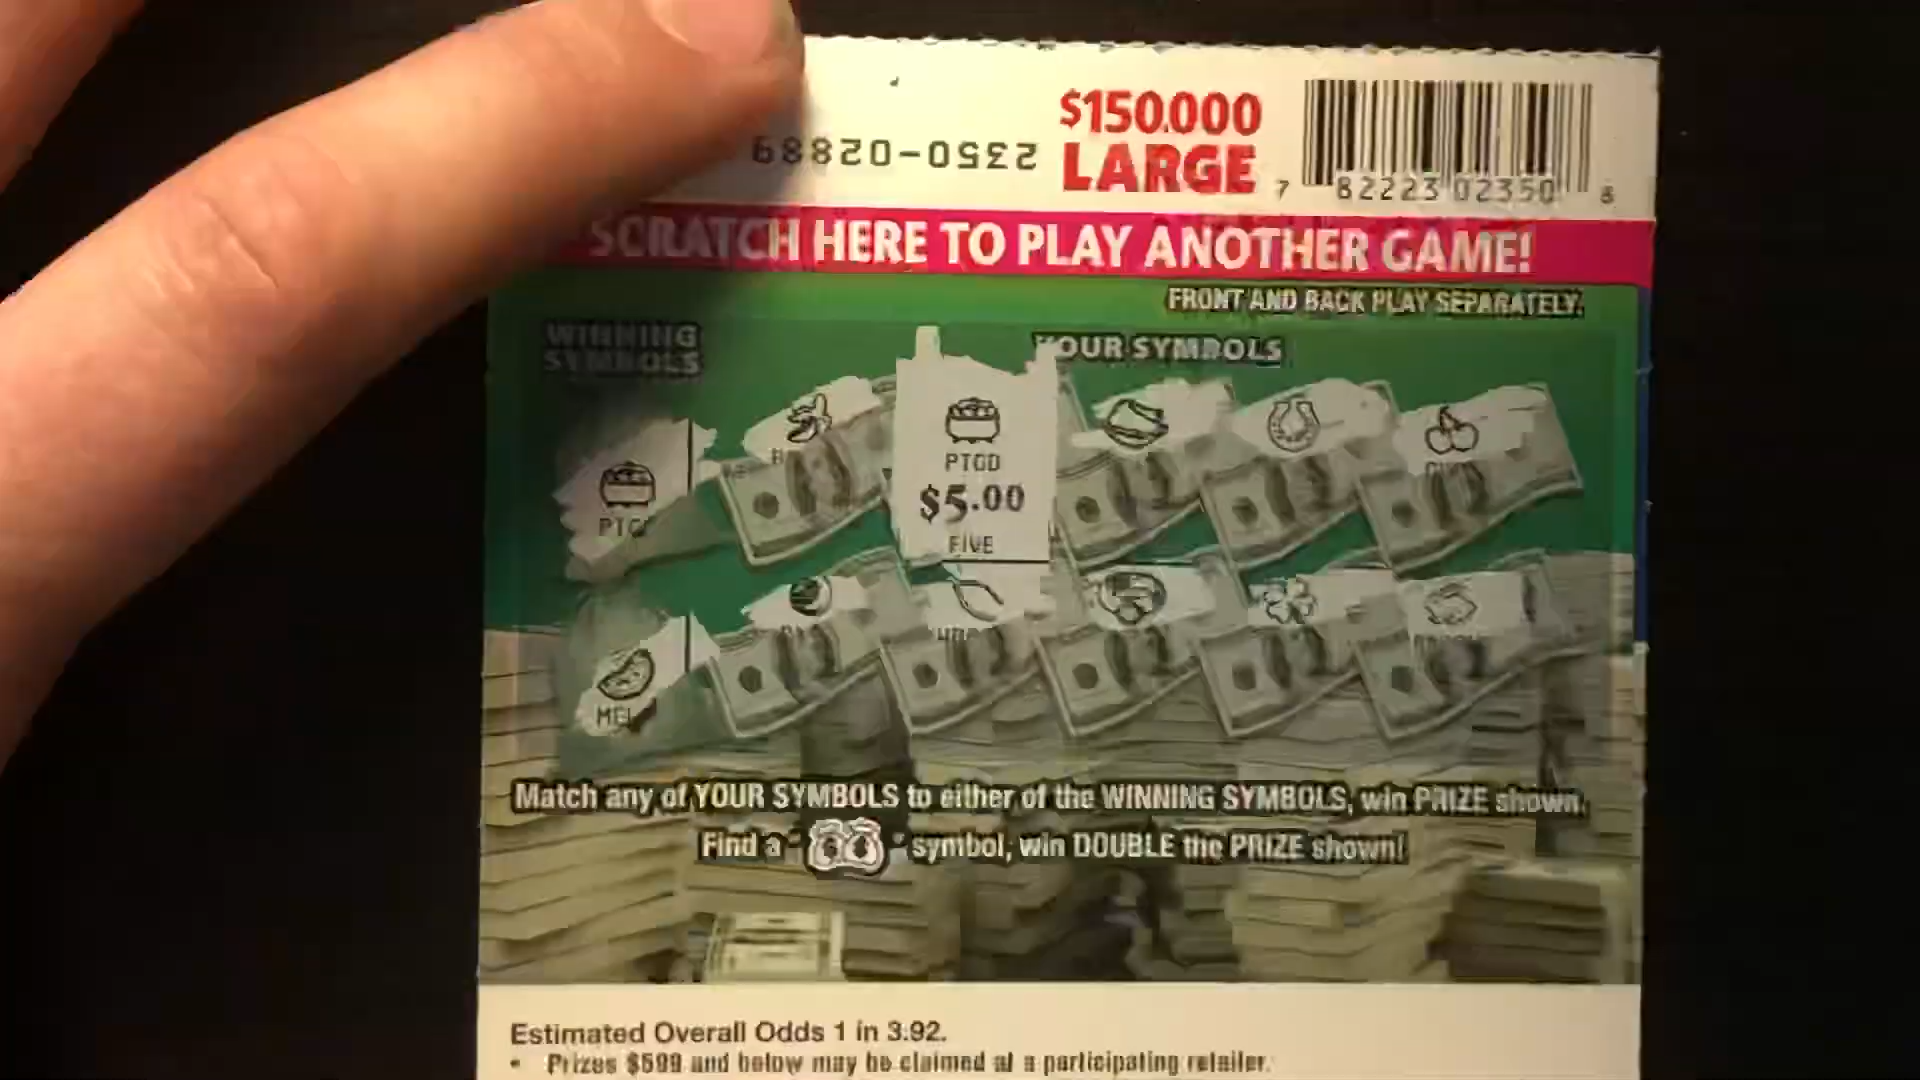 2350-02889
$150,000
LARGE
7 82223 02350 8
SCRATCH HERE TO PLAY ANOTHER GAME!
FRONT AND BACK PLAY SEPARATELY.
WINNING
SYMBOLS
YOUR SYMBOLS
PTGD
$5.00
FIVE
Match any of YOUR SYMBOLS to either of the WINNING SYMBOLS, win PRIZE shown.
Find a " " symbol, win DOUBLE the PRIZE shown!
Estimated Overall Odds 1 in 3.92.
• Prizes $599 and below may be claimed at a participating retailer.